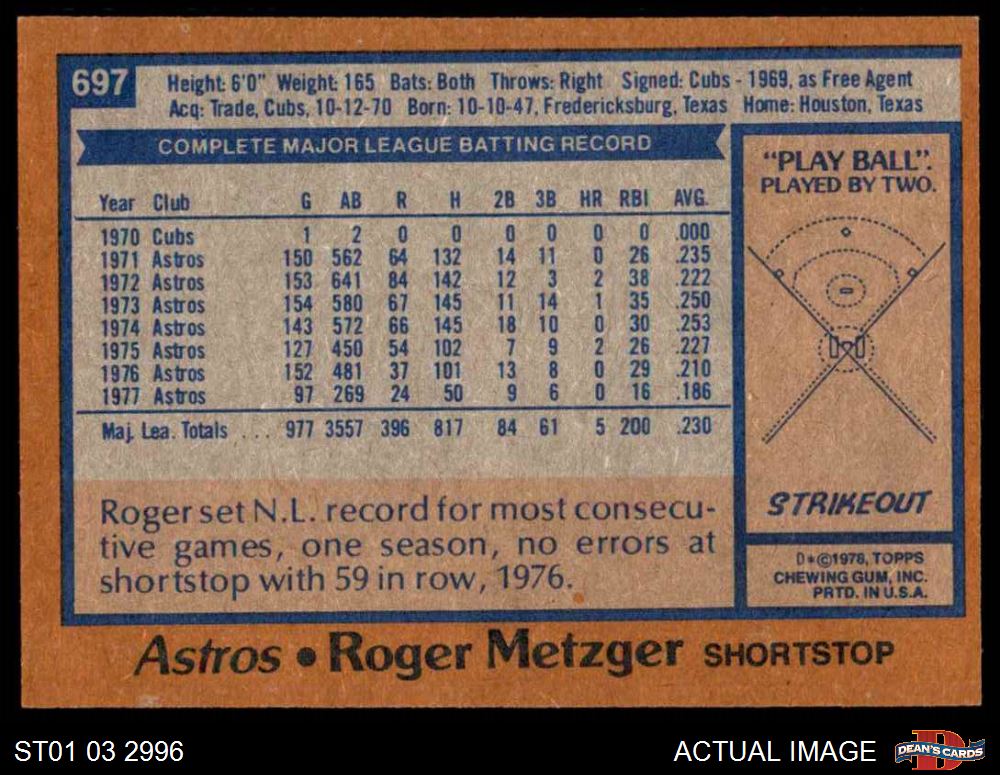 697
Height: 6'0" Weight: 165 Bats: Both Throws: Right Signed: Cubs - 1969, as Free Agent
Acq: Trade, Cubs, 10-12-70 Born: 10-10-47, Fredericksburg, Texas Home: Houston, Texas
COMPLETE MAJOR LEAGUE BATTING RECORD
Year Club G AB R H 2B 3B HR RBI AVG.
1970 Cubs 1 2 0 0 0 0 0 0 .000
1971 Astros 150 562 64 132 14 11 0 26 .235
1972 Astros 153 641 84 142 12 3 2 38 .222
1973 Astros 154 580 67 145 11 14 1 35 .250
1974 Astros 143 572 66 145 18 10 0 30 .253
1975 Astros 127 450 54 102 7 9 2 26 .227
1976 Astros 152 481 37 101 13 8 0 29 .210
1977 Astros 97 269 24 50 9 6 0 16 .186
Maj. Lea. Totals ... 977 3557 396 817 84 61 5 200 .230
Roger set N.L. record for most consecu-
tive games, one season, no errors at
shortstop with 59 in row, 1976.
"PLAY BALL".
PLAYED BY TWO.
STRIKEOUT
D*©1978, TOPPS
CHEWING GUM, INC.
PRTD. IN U.S.A.
Astros • Roger Metzger SHORTSTOP
ST01 03 2996
ACTUAL IMAGE
D
DEAN'S CARDS